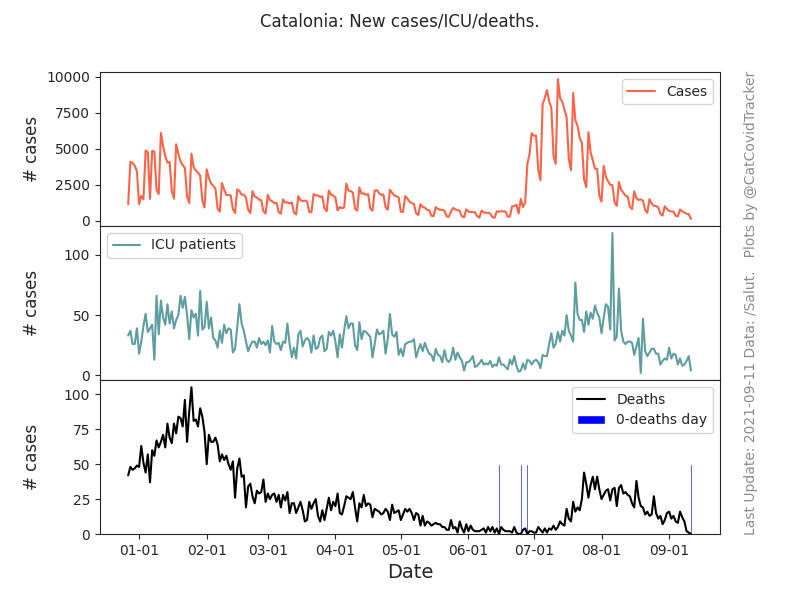 Catalonia: New cases/ICU/deaths.
10000
7500
5000
2500
0
# cases
Cases
100
50
0
# cases
ICU patients
100
75
50
25
0
# cases
Deaths
0-deaths day
01-01 02-01 03-01 04-01 05-01 06-01 07-01 08-01 09-01
Date
Last Update: 2021-09-11 Data: /Salut. Plots by @CatCovidTracker